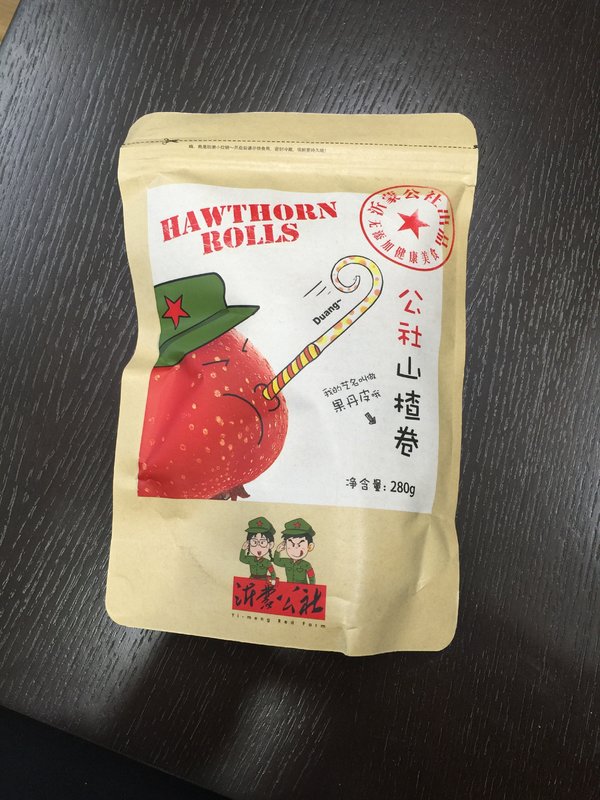 HAWTHORN
ROLLS
沂蒙公社出品
无添加健康美食
Duang~
公社山楂卷
我的艺名叫做
果丹皮哦
净含量: 280g
沂蒙公社
Yi-meng Red Farm